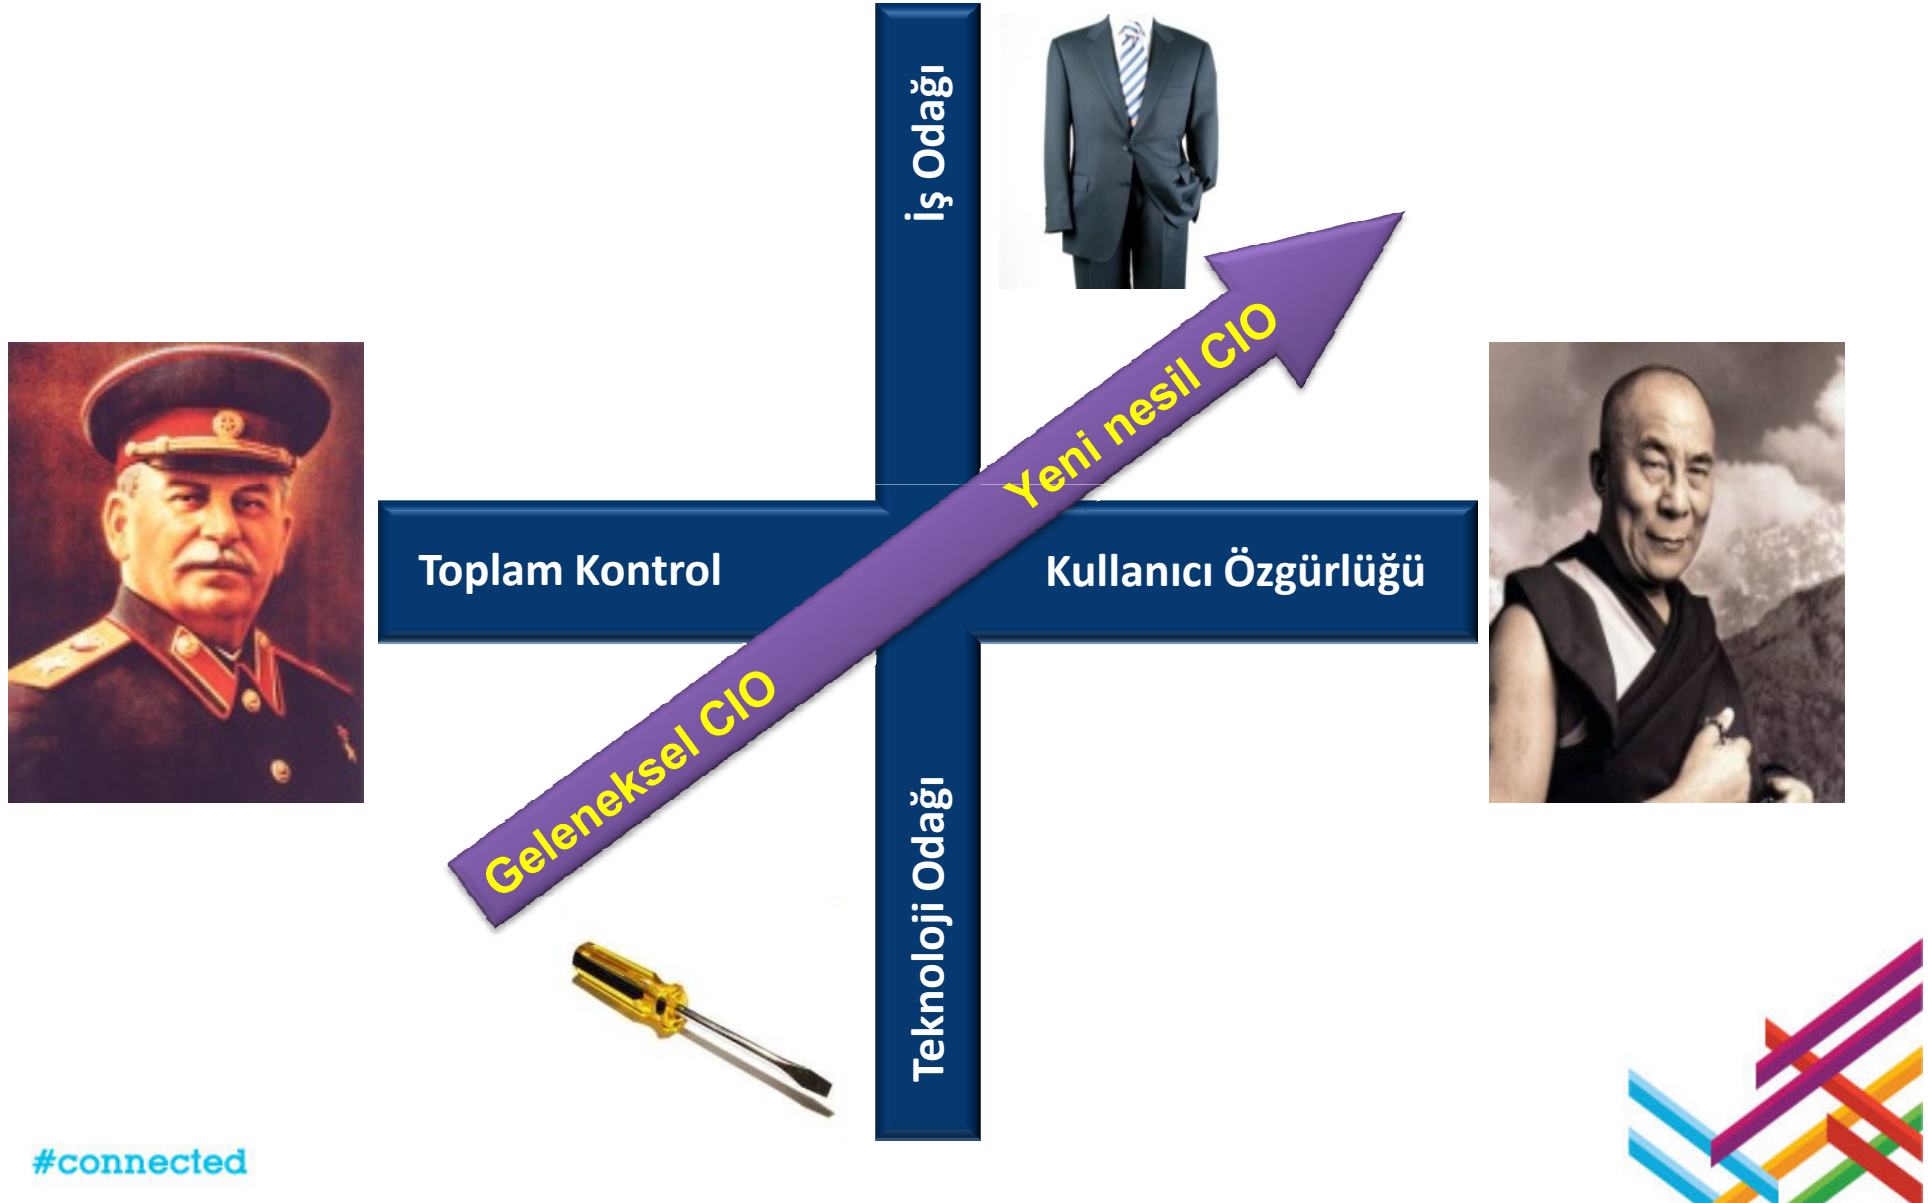 İş Odağı
Yeni nesil CIO
Toplam Kontrol
Kullanıcı Özgürlüğü
Geleneksel CIO
Teknoloji Odağı
#connected